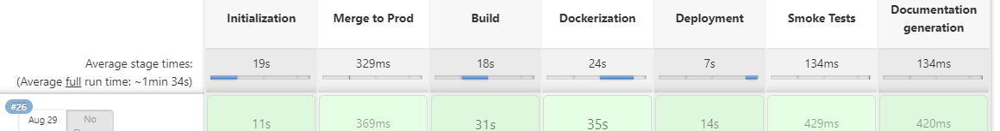 Initialization
Merge to Prod
Build
Dockerization
Deployment
Smoke Tests
Documentation
generation
Average stage times:
19s
329ms
18s
24s
7s
134ms
134ms
(Average full run time: ~1min 34s)
#26
Aug 29
No
11s
369ms
31s
35s
14s
429ms
420ms